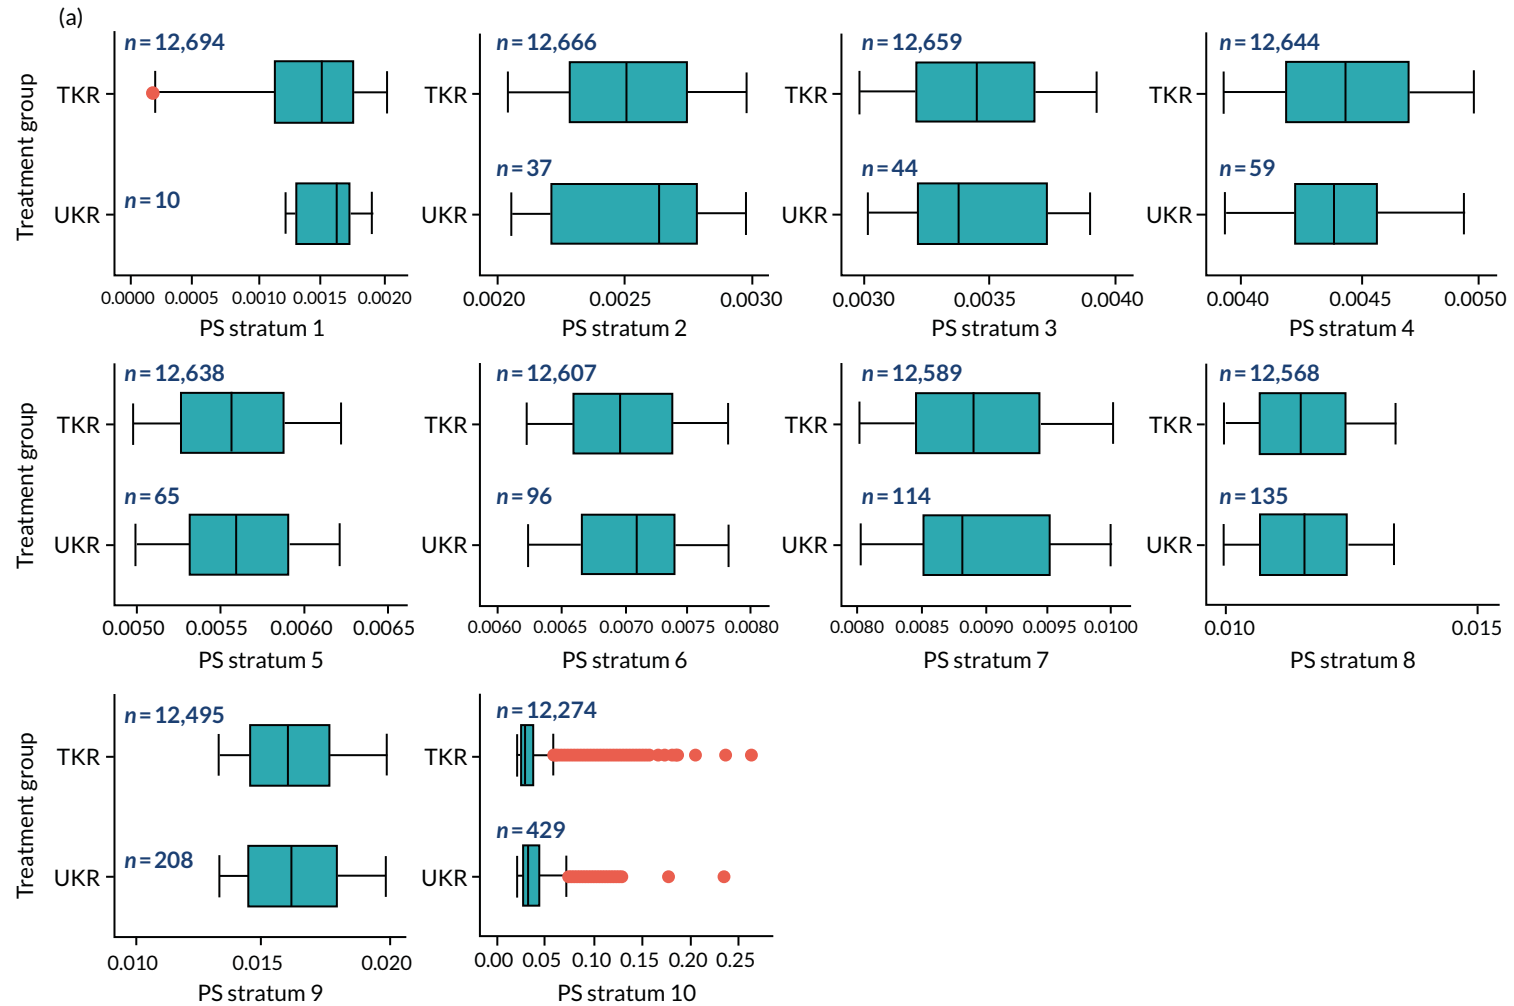 (a)
Treatment group
n = 12,694
TKR
n = 10
UKR
0.0000 0.0005 0.0010 0.0015 0.0020
PS stratum 1
n = 12,666
TKR
n = 37
UKR
0.0020 0.0025 0.0030
PS stratum 2
n = 12,659
TKR
n = 44
UKR
0.0030 0.0035 0.0040
PS stratum 3
n = 12,644
TKR
n = 59
UKR
0.0040 0.0045 0.0050
PS stratum 4
Treatment group
n = 12,638
TKR
n = 65
UKR
0.0050 0.0055 0.0060 0.0065
PS stratum 5
n = 12,607
TKR
n = 96
UKR
0.0060 0.0065 0.0070 0.0075 0.0080
PS stratum 6
n = 12,589
TKR
n = 114
UKR
0.0080 0.0085 0.0090 0.0095 0.0100
PS stratum 7
n = 12,568
TKR
n = 135
UKR
0.010 0.015
PS stratum 8
Treatment group
n = 12,495
TKR
n = 208
UKR
0.010 0.015 0.020
PS stratum 9
n = 12,274
TKR
n = 429
UKR
0.00 0.05 0.10 0.15 0.20 0.25
PS stratum 10